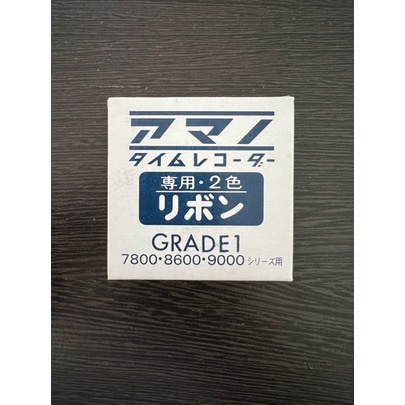 アマノ
タイムレコーダー
専用・2色
リボン
GRADE1
7800・8600・9000シリーズ用